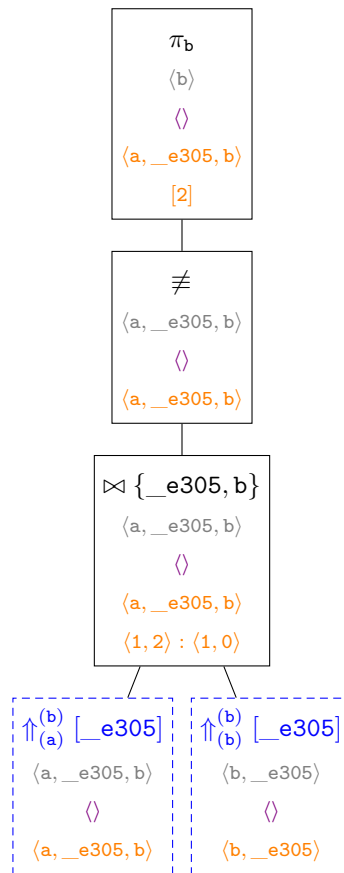 π_b
⟨b⟩
⟨⟩
⟨a, __e305, b⟩
[2]
≢
⟨a, __e305, b⟩
⟨⟩
⟨a, __e305, b⟩
⋈ {__e305, b}
⟨a, __e305, b⟩
⟨⟩
⟨a, __e305, b⟩
⟨1, 2⟩ : ⟨1, 0⟩
⇑_(a)^(b) [__e305]
⟨a, __e305, b⟩
⟨⟩
⟨a, __e305, b⟩
⇑_(b)^(b) [__e305]
⟨b, __e305⟩
⟨⟩
⟨b, __e305⟩